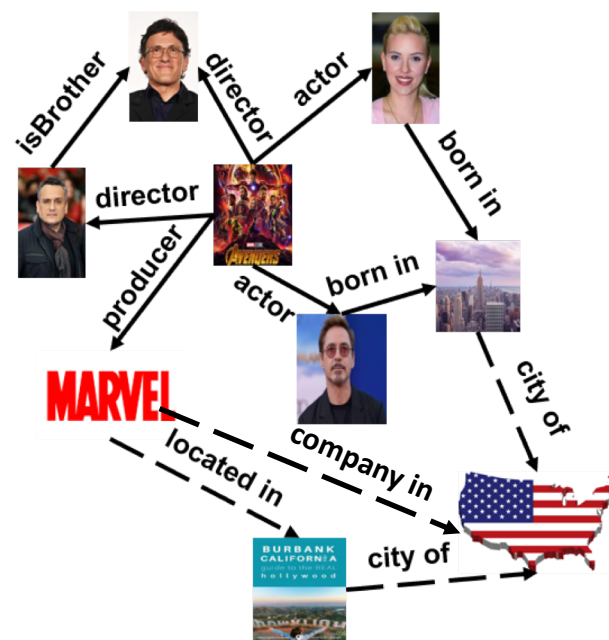 isBrother
director
actor
director
born in
producer
actor
born in
AVENGERS
MARVEL
city of
located in
company in
BURBANK
CALIFORNIA
guide to the REAL
hollywood
city of